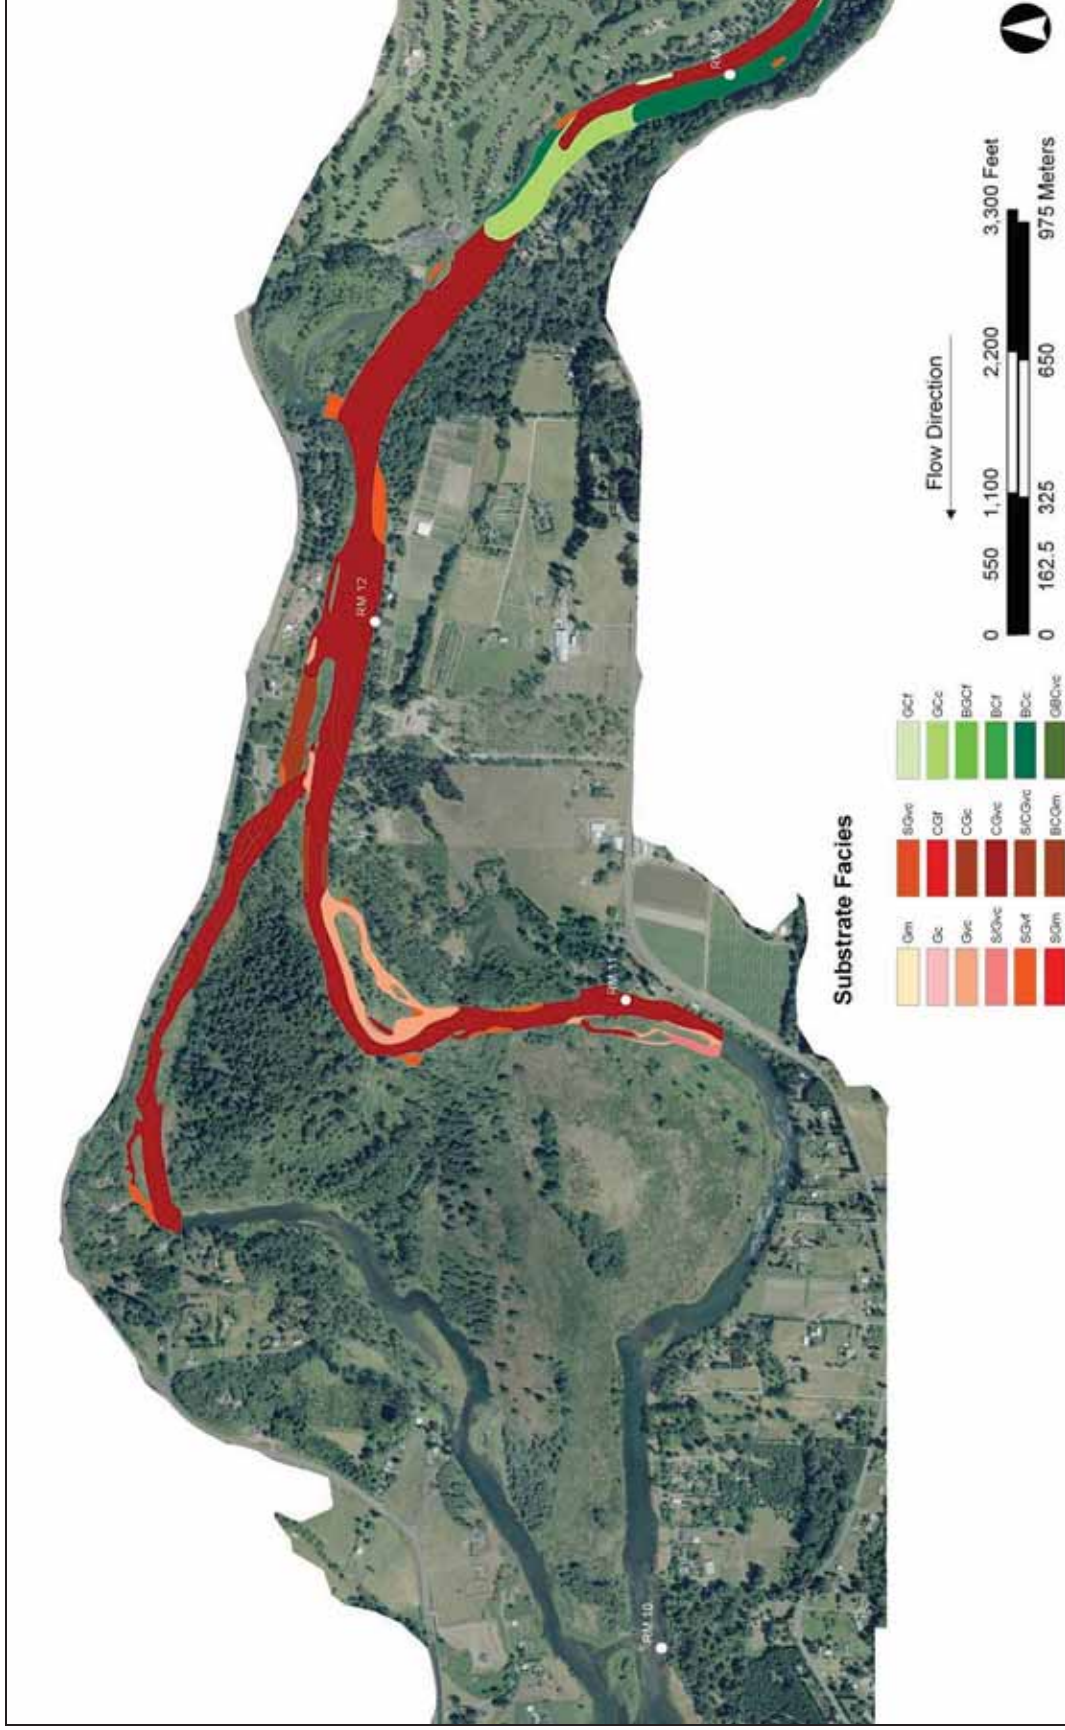 RM 13
RM 12
RM 11
RM 10
Flow Direction
0 550 1,100 2,200 3,300 Feet
0 162.5 325 650 975 Meters
Substrate Facies
Gm SGvc GCf
Gc CGf GCc
Gvc CGc BGCf
S/Gvc CGvc BCf
SGvf S/CGvc BCc
SGm BCGm GBCvc